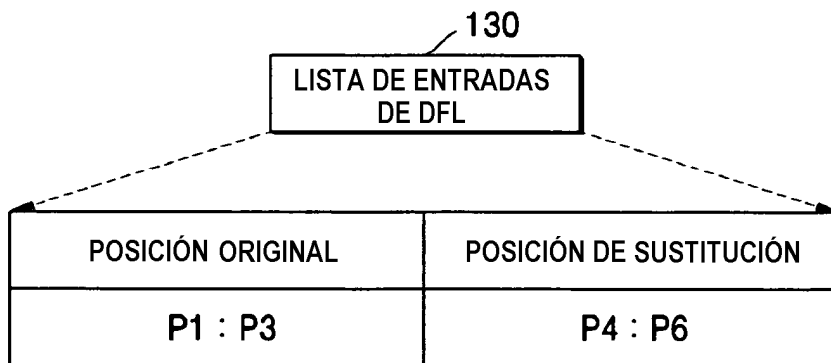 130
LISTA DE ENTRADAS
DE DFL
POSICIÓN ORIGINAL
POSICIÓN DE SUSTITUCIÓN
P1 : P3
P4 : P6